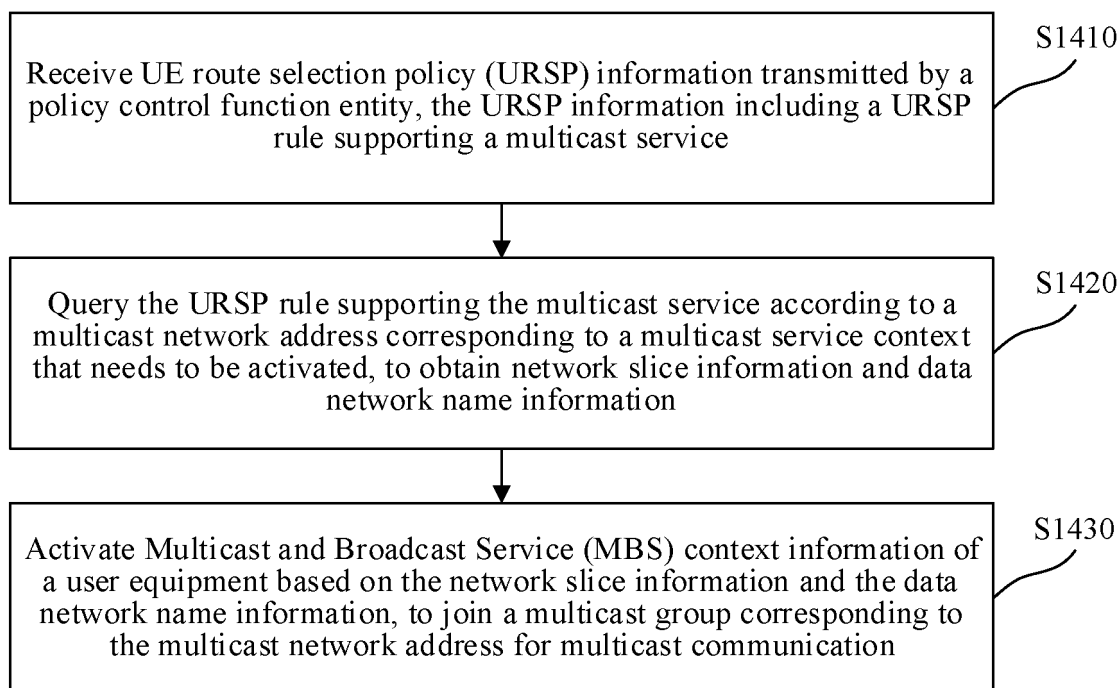 S1410
Receive UE route selection policy (URSP) information transmitted by a
policy control function entity, the URSP information including a URSP
rule supporting a multicast service
S1420
Query the URSP rule supporting the multicast service according to a
multicast network address corresponding to a multicast service context
that needs to be activated, to obtain network slice information and data
network name information
S1430
Activate Multicast and Broadcast Service (MBS) context information of
a user equipment based on the network slice information and the data
network name information, to join a multicast group corresponding to
the multicast network address for multicast communication